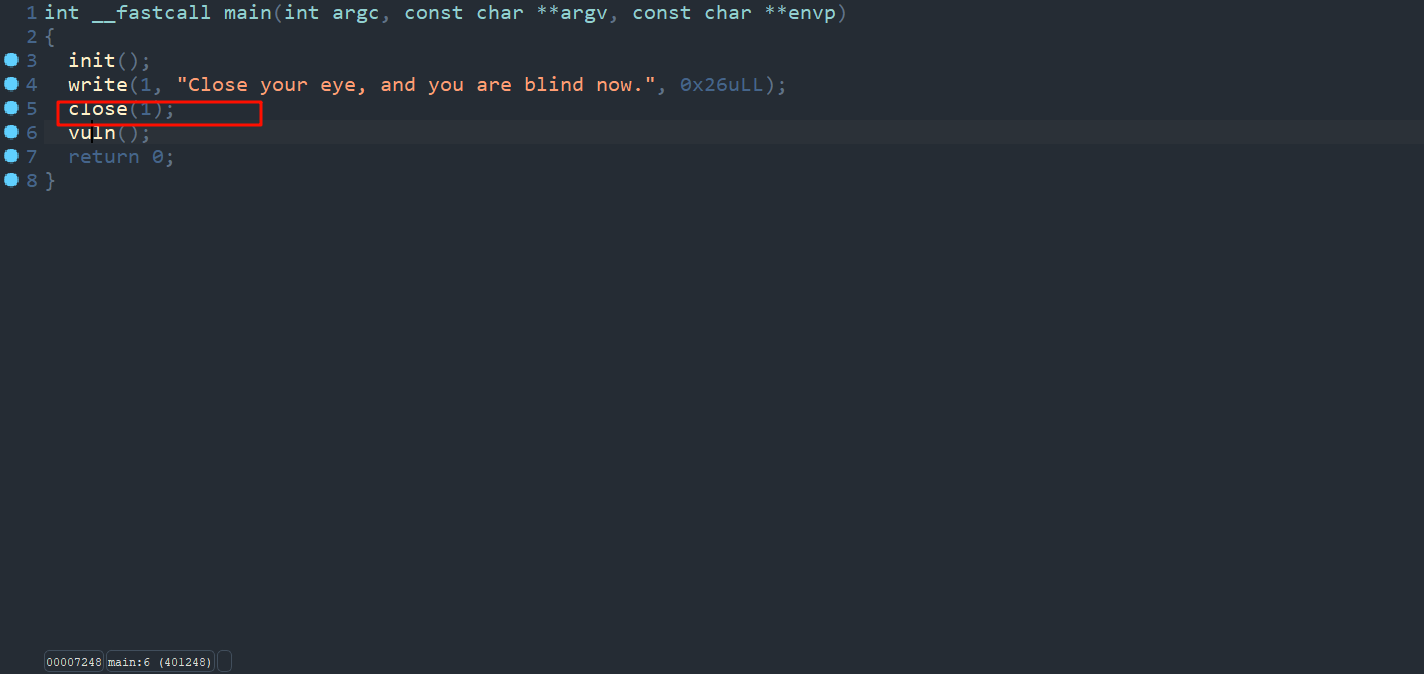 1 int __fastcall main(int argc, const char **argv, const char **envp)
2 {
3   init();
4   write(1, "Close your eye, and you are blind now.", 0x26uLL);
5   close(1);
6   vuln();
7   return 0;
8 }
00007248 main:6 (401248)